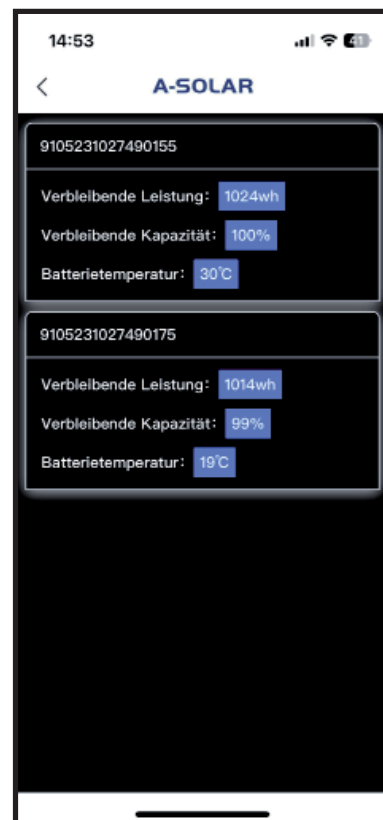 14:53
41
A-SOLAR
9105231027490155
Verbleibende Leistung: 1024wh
Verbleibende Kapazität: 100%
Batterietemperatur: 30℃
9105231027490175
Verbleibende Leistung: 1014wh
Verbleibende Kapazität: 99%
Batterietemperatur: 19℃